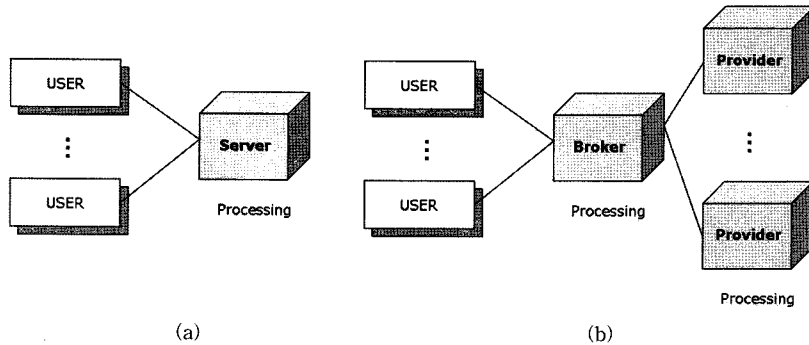 USER
⋮
USER
Server
Processing
(a)
USER
⋮
USER
Broker
Processing
Provider
⋮
Provider
Processing
(b)